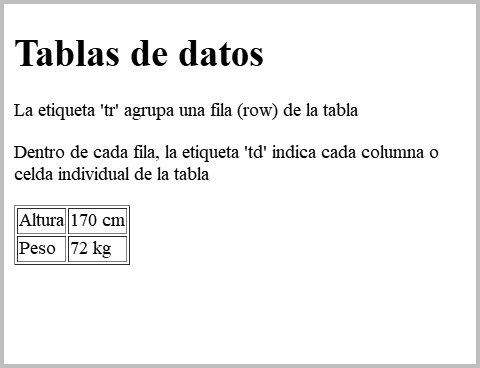 Tablas de datos
La etiqueta 'tr' agrupa una fila (row) de la tabla
Dentro de cada fila, la etiqueta 'td' indica cada columna o
celda individual de la tabla
Altura 170 cm
Peso 72 kg